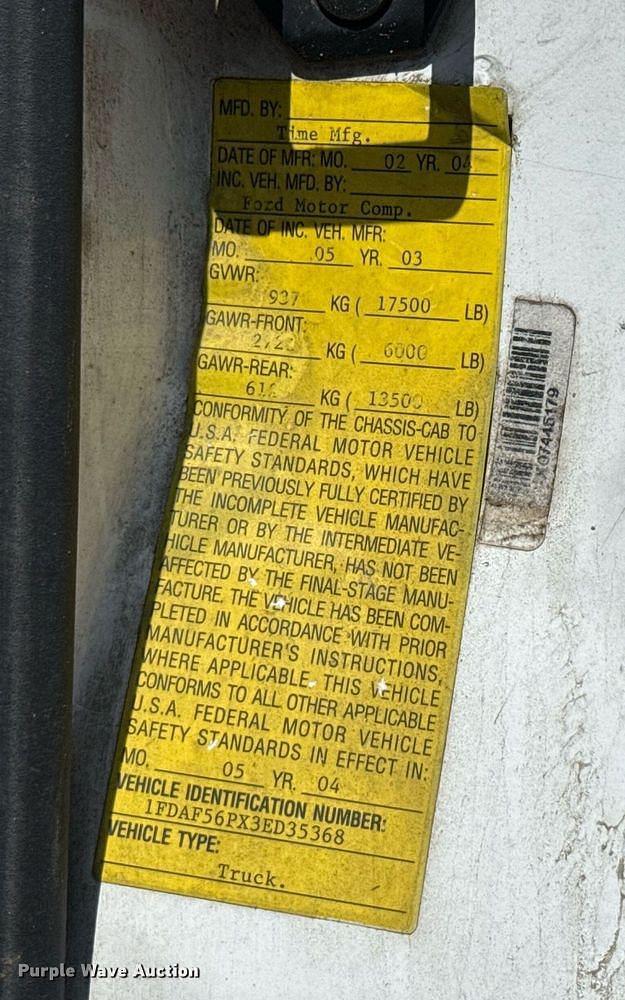 MFD. BY:
Time Mfg.
DATE OF MFR: MO. 02 YR. 04
INC. VEH. MFD. BY:
Ford Motor Comp.
DATE OF INC. VEH. MFR:
MO. 05 YR. 03
GVWR:
937 KG ( 17500 LB)
GAWR-FRONT:
KG ( 6000 LB)
GAWR-REAR:
KG ( 13500 LB)
CONFORMITY OF THE CHASSIS-CAB TO
U.S.A. FEDERAL MOTOR VEHICLE
SAFETY STANDARDS, WHICH HAVE
BEEN PREVIOUSLY FULLY CERTIFIED BY
THE INCOMPLETE VEHICLE MANUFAC-
TURER OR BY THE INTERMEDIATE VE-
HICLE MANUFACTURER, HAS NOT BEEN
AFFECTED BY THE FINAL-STAGE MANU-
FACTURE. THE VEHICLE HAS BEEN COM-
PLETED IN ACCORDANCE WITH PRIOR
MANUFACTURER'S INSTRUCTIONS,
WHERE APPLICABLE. THIS VEHICLE
CONFORMS TO ALL OTHER APPLICABLE
U.S.A. FEDERAL MOTOR VEHICLE
SAFETY STANDARDS IN EFFECT IN:
MO. 05 YR. 04
VEHICLE IDENTIFICATION NUMBER:
1FDAF56PX3ED35368
VEHICLE TYPE:
Truck.
X07445179
Purple Wave Auction